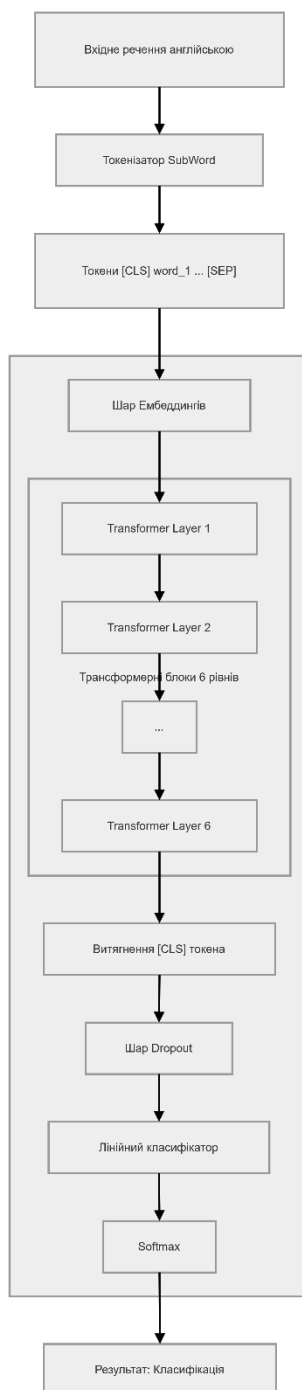 Вхідне речення англійською
Токенізатор SubWord
Токени [CLS] word_1 ... [SEP]
Шар Ембеддингів
Transformer Layer 1
Transformer Layer 2
Трансформерні блоки 6 рівнів
...
Transformer Layer 6
Витягнення [CLS] токена
Шар Dropout
Лінійний класифікатор
Softmax
Результат: Класифікація